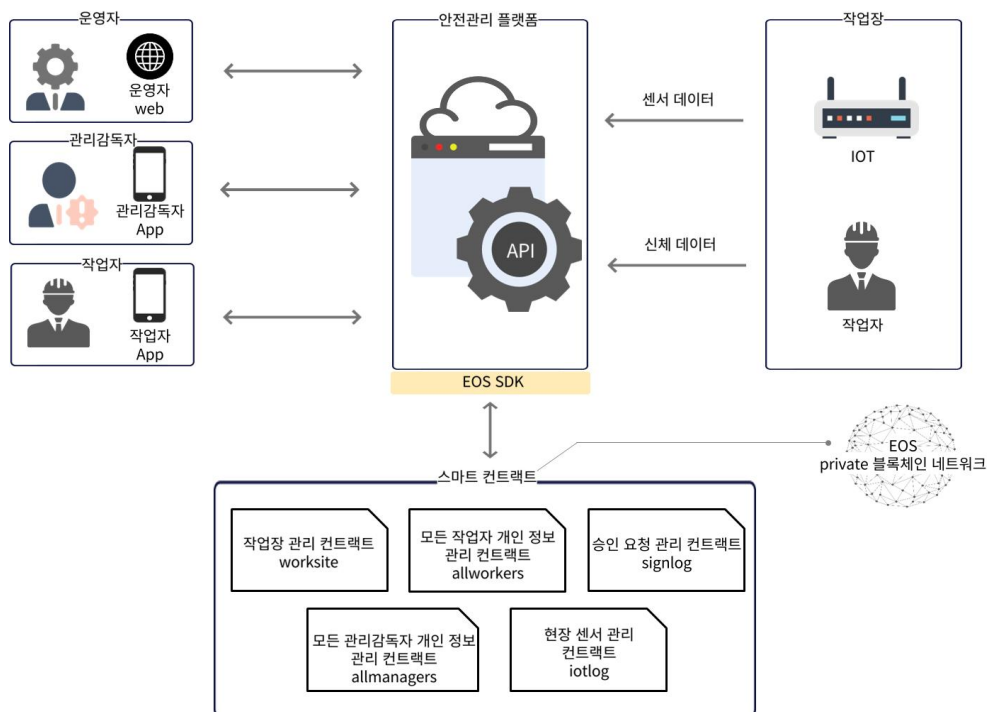 운영자
운영자
web
관리감독자
관리감독자
App
작업자
작업자
App
안전관리 플랫폼
API
EOS SDK
센서 데이터
신체 데이터
작업장
IOT
작업자
EOS
private 블록체인 네트워크
스마트 컨트랙트
작업장 관리 컨트랙트
worksite
모든 작업자 개인 정보
관리 컨트랙트
allworkers
승인 요청 관리 컨트랙트
signlog
모든 관리감독자 개인 정보
관리 컨트랙트
allmanagers
현장 센서 관리
컨트랙트
iotlog